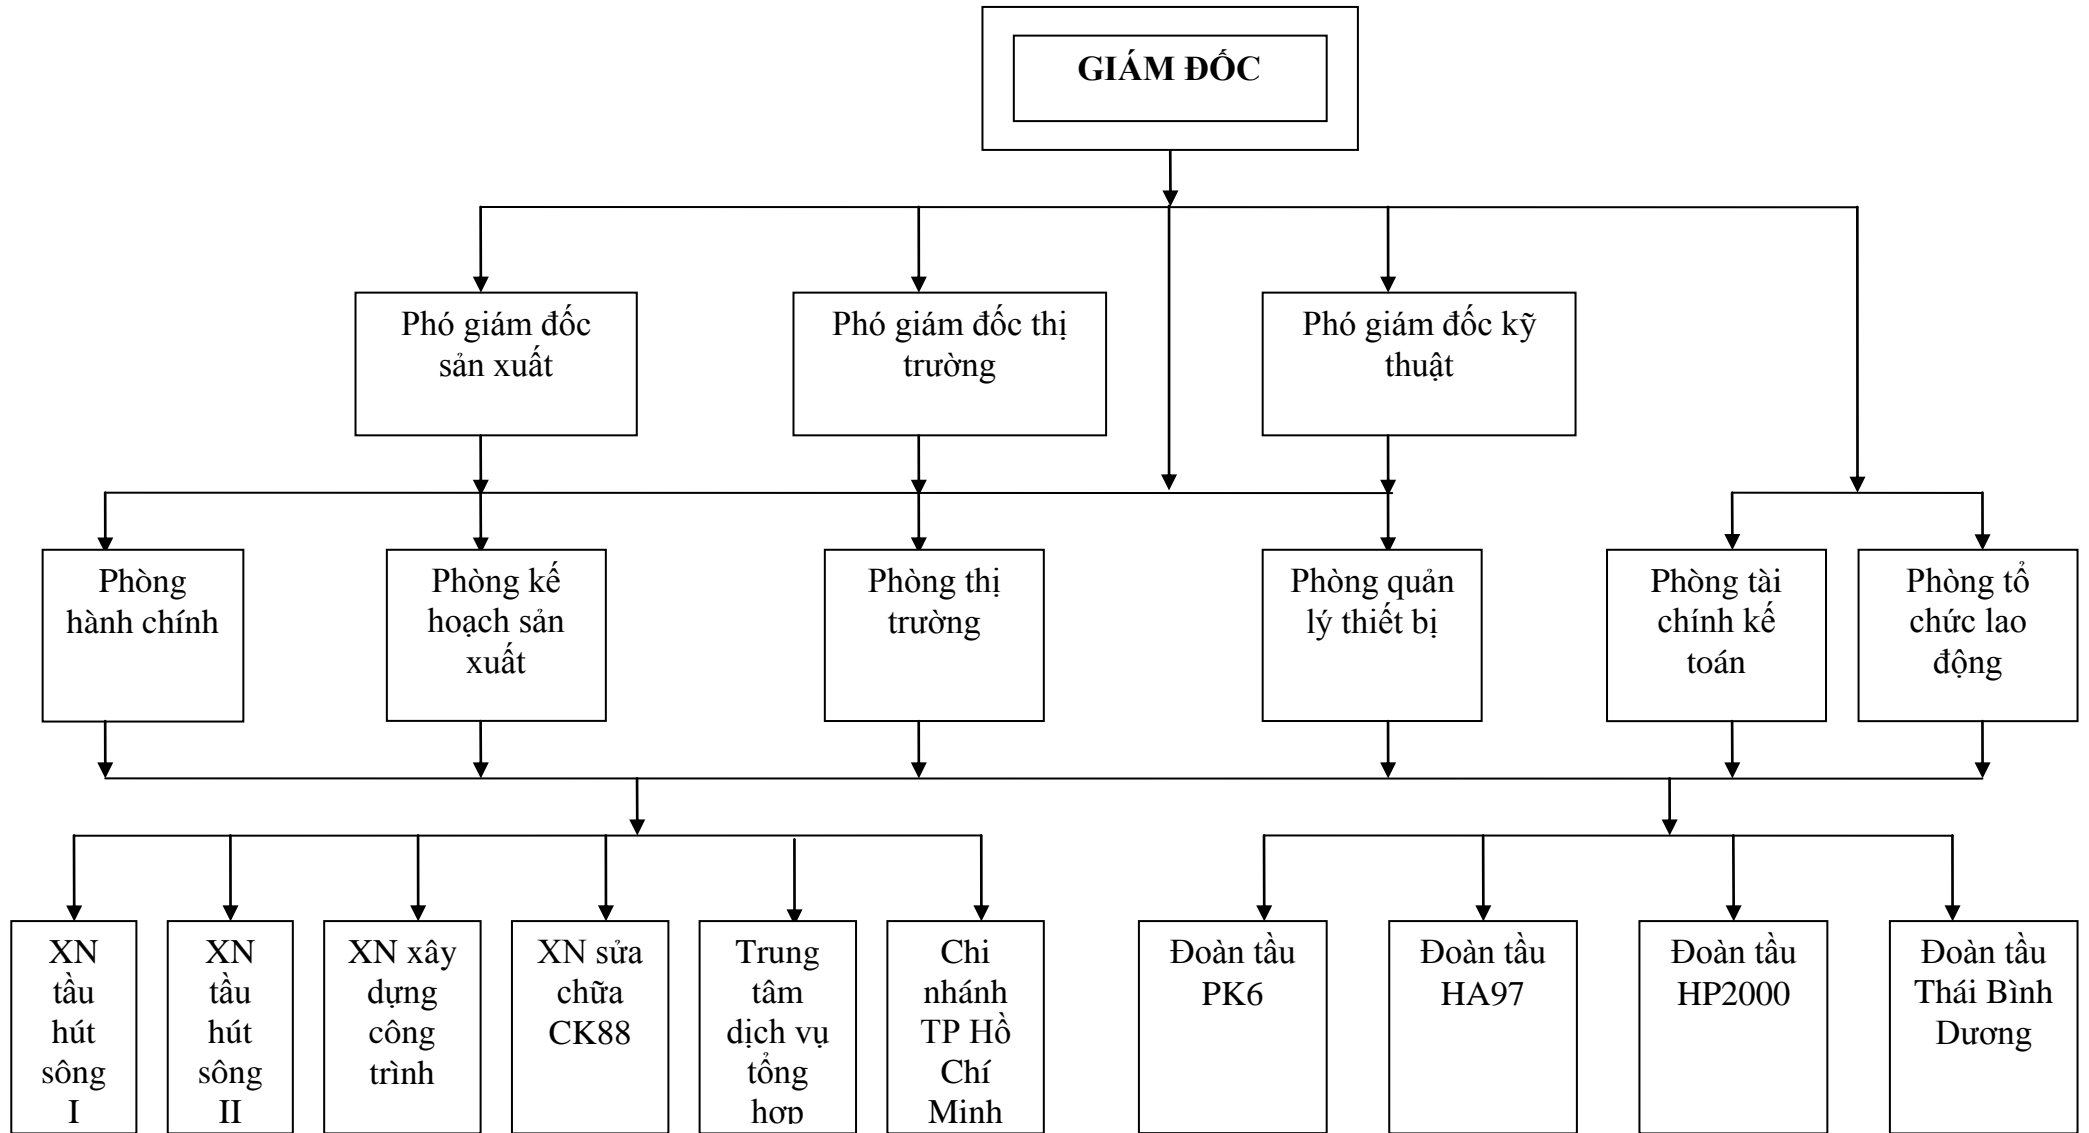 GIÁM ĐỐC
Phó giám đốc
sản xuất
Phó giám đốc thị
trường
Phó giám đốc kỹ
thuật
Phòng
hành chính
Phòng kế
hoạch sản
xuất
Phòng thị
trường
Phòng quản
lý thiết bị
Phòng tài
chính kế
toán
Phòng tổ
chức lao
động
XN
tầu
hút
sông
I
XN
tầu
hút
sông
II
XN xây
dựng
công
trình
XN sửa
chữa
CK88
Trung
tâm
dịch vụ
tổng
hợp
Chi
nhánh
TP Hồ
Chí
Minh
Đoàn tầu
PK6
Đoàn tầu
HA97
Đoàn tầu
HP2000
Đoàn tầu
Thái Bình
Dương